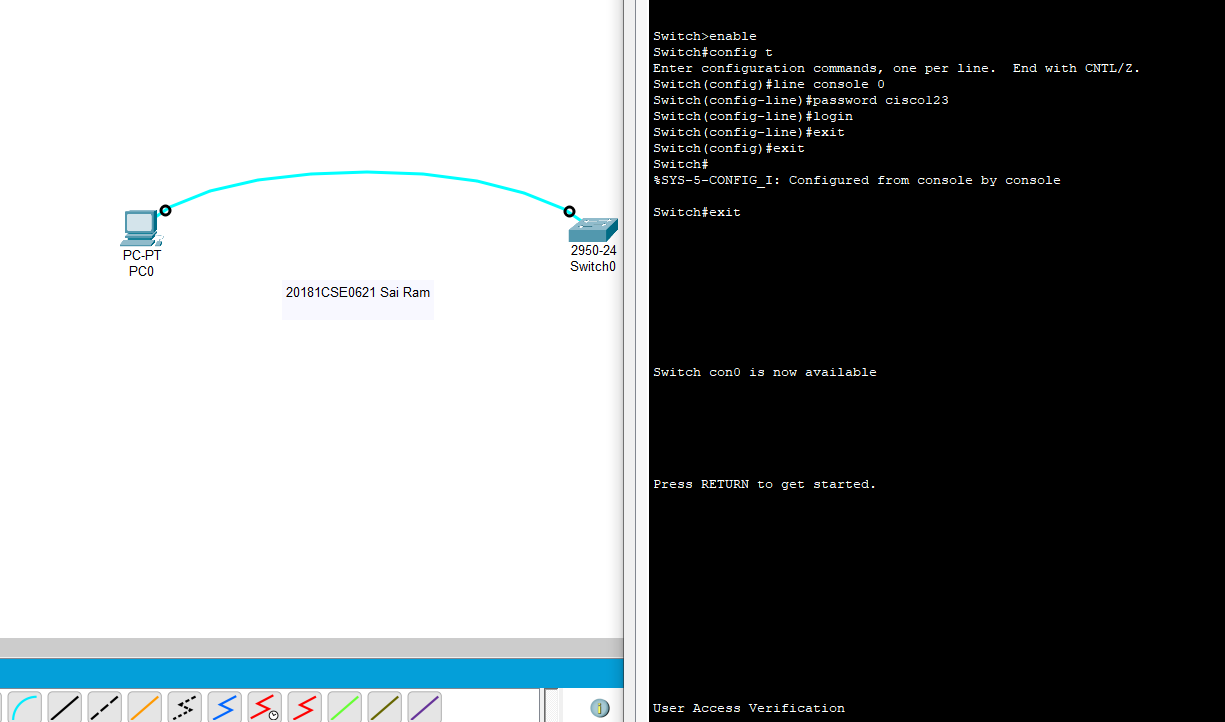 PC-PT
PC0
2950-24
Switch0
20181CSE0621 Sai Ram
Switch>enable
Switch#config t
Enter configuration commands, one per line.  End with CNTL/Z.
Switch(config)#line console 0
Switch(config-line)#password cisco123
Switch(config-line)#login
Switch(config-line)#exit
Switch(config)#exit
Switch#
%SYS-5-CONFIG_I: Configured from console by console
Switch#exit
Switch con0 is now available
Press RETURN to get started.
User Access Verification